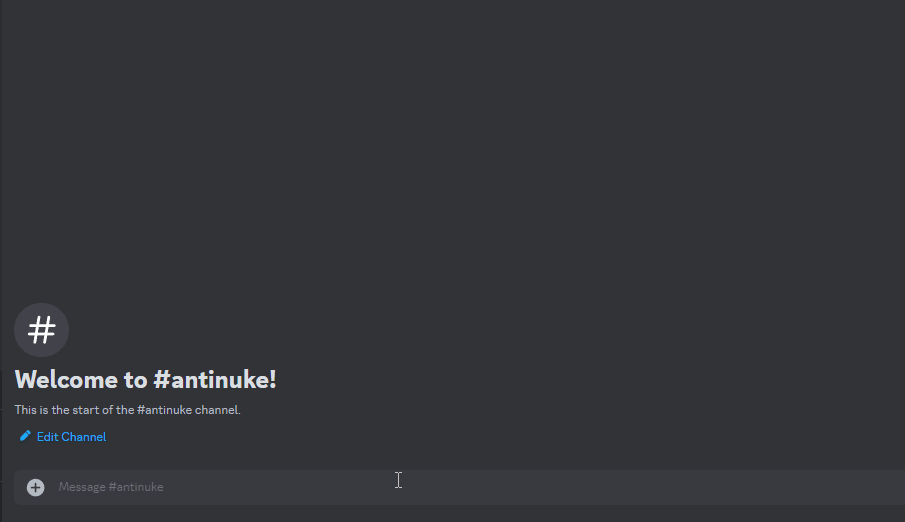 Welcome to #antinuke!
This is the start of the #antinuke channel.
Edit Channel
Message #antinuke